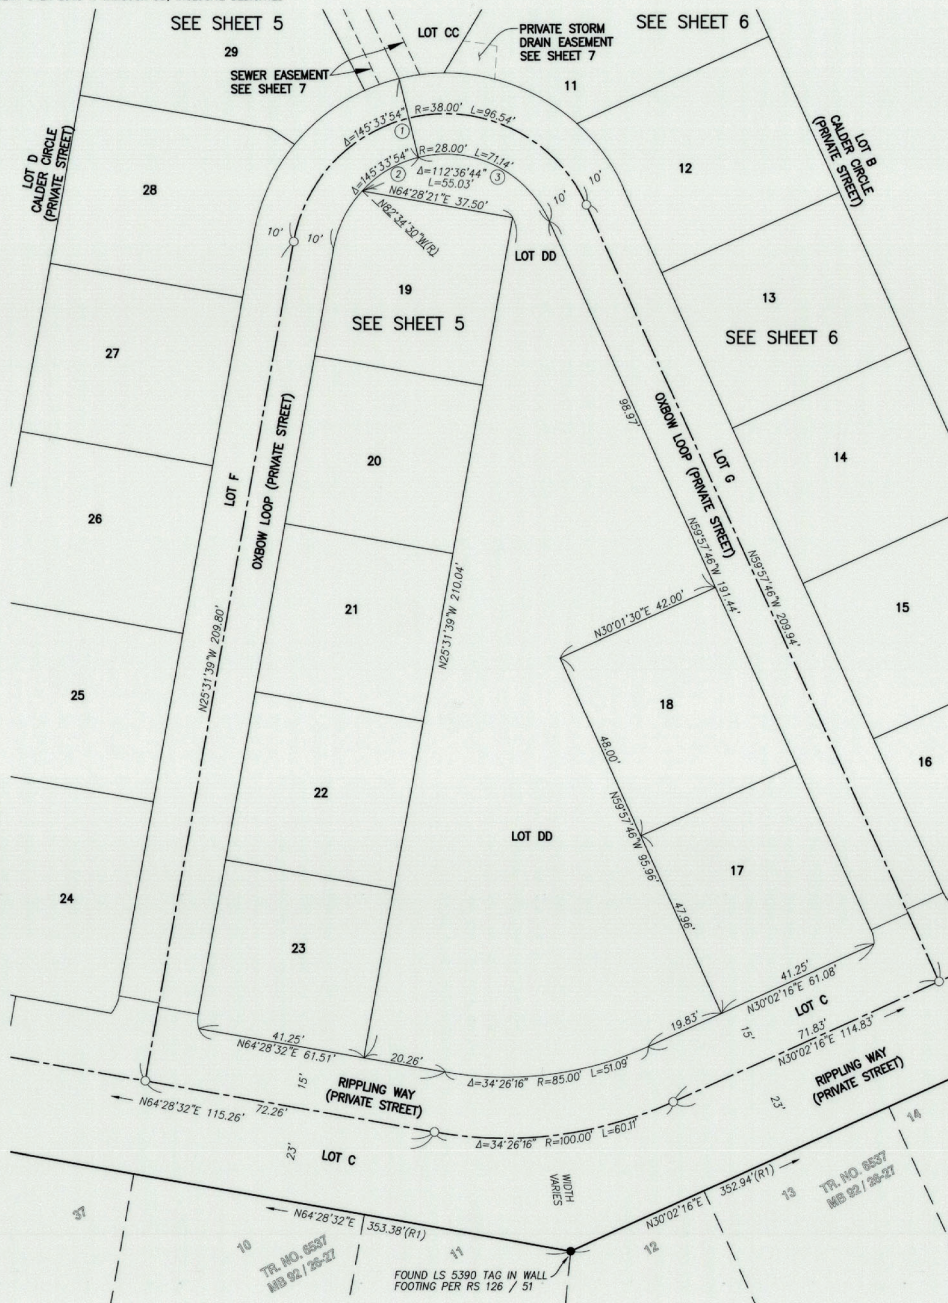 SEE SHEET 5
29
LOT CC
PRIVATE STORM
DRAIN EASEMENT
SEE SHEET 7
SEE SHEET 6
SEWER EASEMENT
SEE SHEET 7
11
Δ=145°33'54" R=38.00' L=96.54'
1
LOT D
CALDER CIRCLE
(PRIVATE STREET)
28
12
LOT B
CALDER CIRCLE
(PRIVATE STREET)
Δ=145°33'54" R=28.00' L=71.14'
2
Δ=112°36'44" 3
L=55.03'
N64°28'21"E 37.50'
N82°34'30"W(R)
10' 10'
10' 10'
LOT DD
19
SEE SHEET 5
13
SEE SHEET 6
27
98.97'
OXBOW LOOP (PRIVATE STREET)
LOT G
14
20
LOT F
OXBOW LOOP (PRIVATE STREET)
26
N59°57'46"W 191.44'
N59°57'46"W 209.94'
21
N25°31'39"W 210.04'
N30°01'30"E 42.00'
15
N25°31'39"W 209.80'
25
18
48.00'
16
22
LOT DD
N59°57'46"W 95.96'
17
24
47.96'
23
41.25'
N30°02'16"E 61.08'
LOT C
19.83'
15'
71.83'
N30°02'16"E 114.83'
41.25'
N64°28'32"E 61.51'
20.26'
Δ=34°26'16" R=85.00' L=51.09'
15'
RIPPLING WAY
(PRIVATE STREET)
RIPPLING WAY
(PRIVATE STREET)
N64°28'32"E 115.26'
72.26'
23'
Δ=34°26'16" R=100.00' L=60.11'
23'
LOT C
WIDTH
VARIES
14
13
TR. NO. 6537
MB 92 / 26-27
N30°02'16"E 352.94'(R1)
37
N64°28'32"E 353.38'(R1)
10
TR. NO. 6537
MB 92 / 26-27
11
12
FOUND LS 5390 TAG IN WALL
FOOTING PER RS 126 / 51